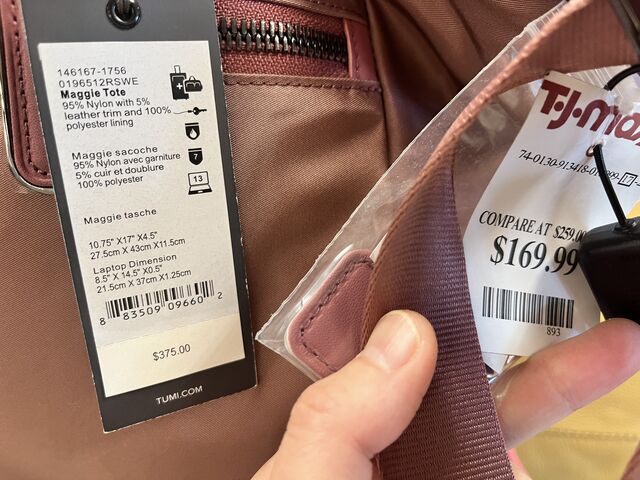 146167-1756
0196512RSWE
Maggie Tote
95% Nylon with 5%
leather trim and 100%
polyester lining
Maggie sacoche
95% Nylon avec garniture
5% cuir et doublure
100% polyester
Maggie tasche
10.75" X17" X4.5"
27.5cm X 43cm X11.5cm
Laptop Dimension
8.5" X 14.5" X0.5"
21.5cm X 37cm X1.25cm
7
13
8 83509 09660 2
$375.00
TUMI.COM
T·J·ma
COMPARE AT $259.00
$169.99
893